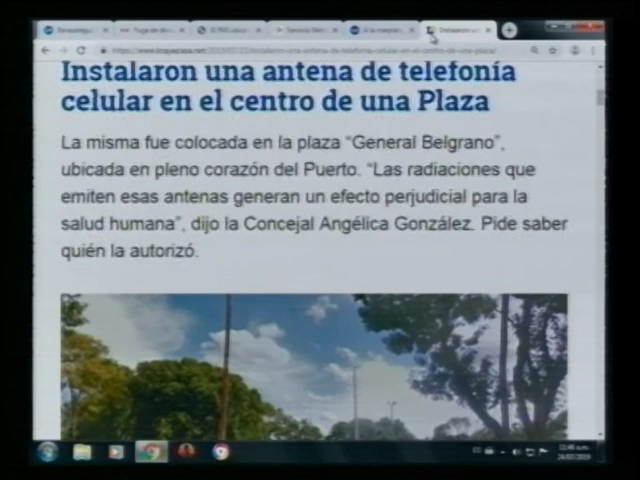 Instalaron una antena de telefonía
celular en el centro de una Plaza
La misma fue colocada en la plaza “General Belgrano”,
ubicada en pleno corazón del Puerto. “Las radiaciones que
emiten esas antenas generan un efecto perjudicial para la
salud humana”, dijo la Concejal Angélica González. Pide saber
quién la autorizó.